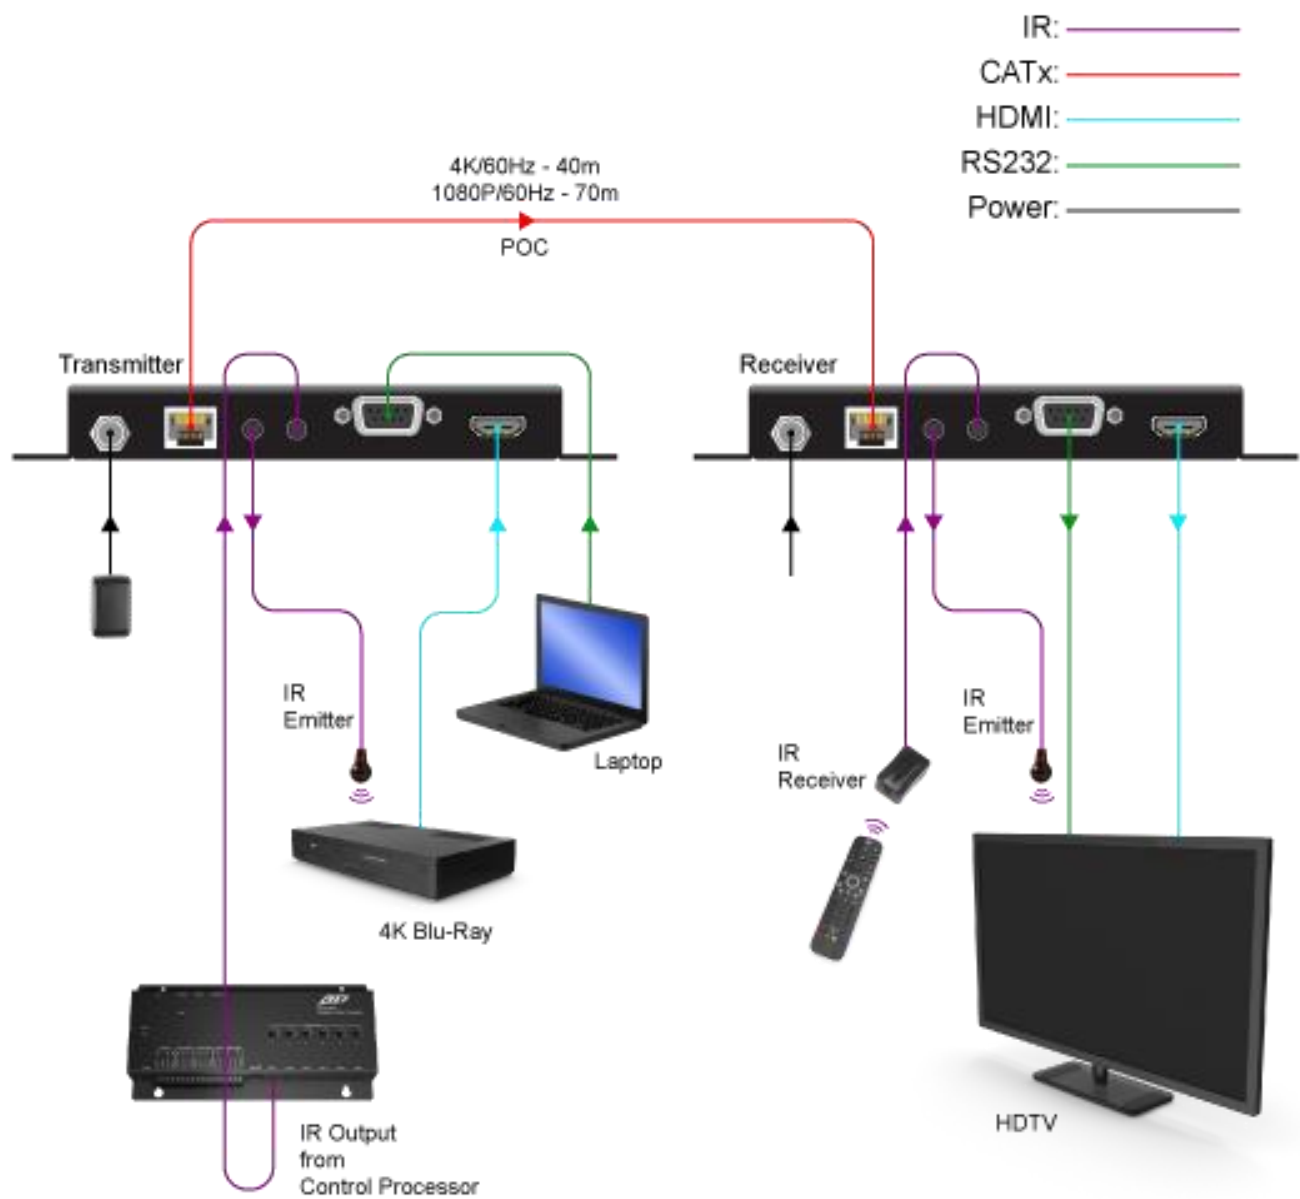 IR:
CATx:
HDMI:
RS232:
Power:
4K/60Hz - 40m
1080P/60Hz - 70m
POC
Transmitter
Receiver
IR
Emitter
Laptop
4K Blu-Ray
IR
Receiver
IR
Emitter
HDTV
IR Output
from
Control Processor